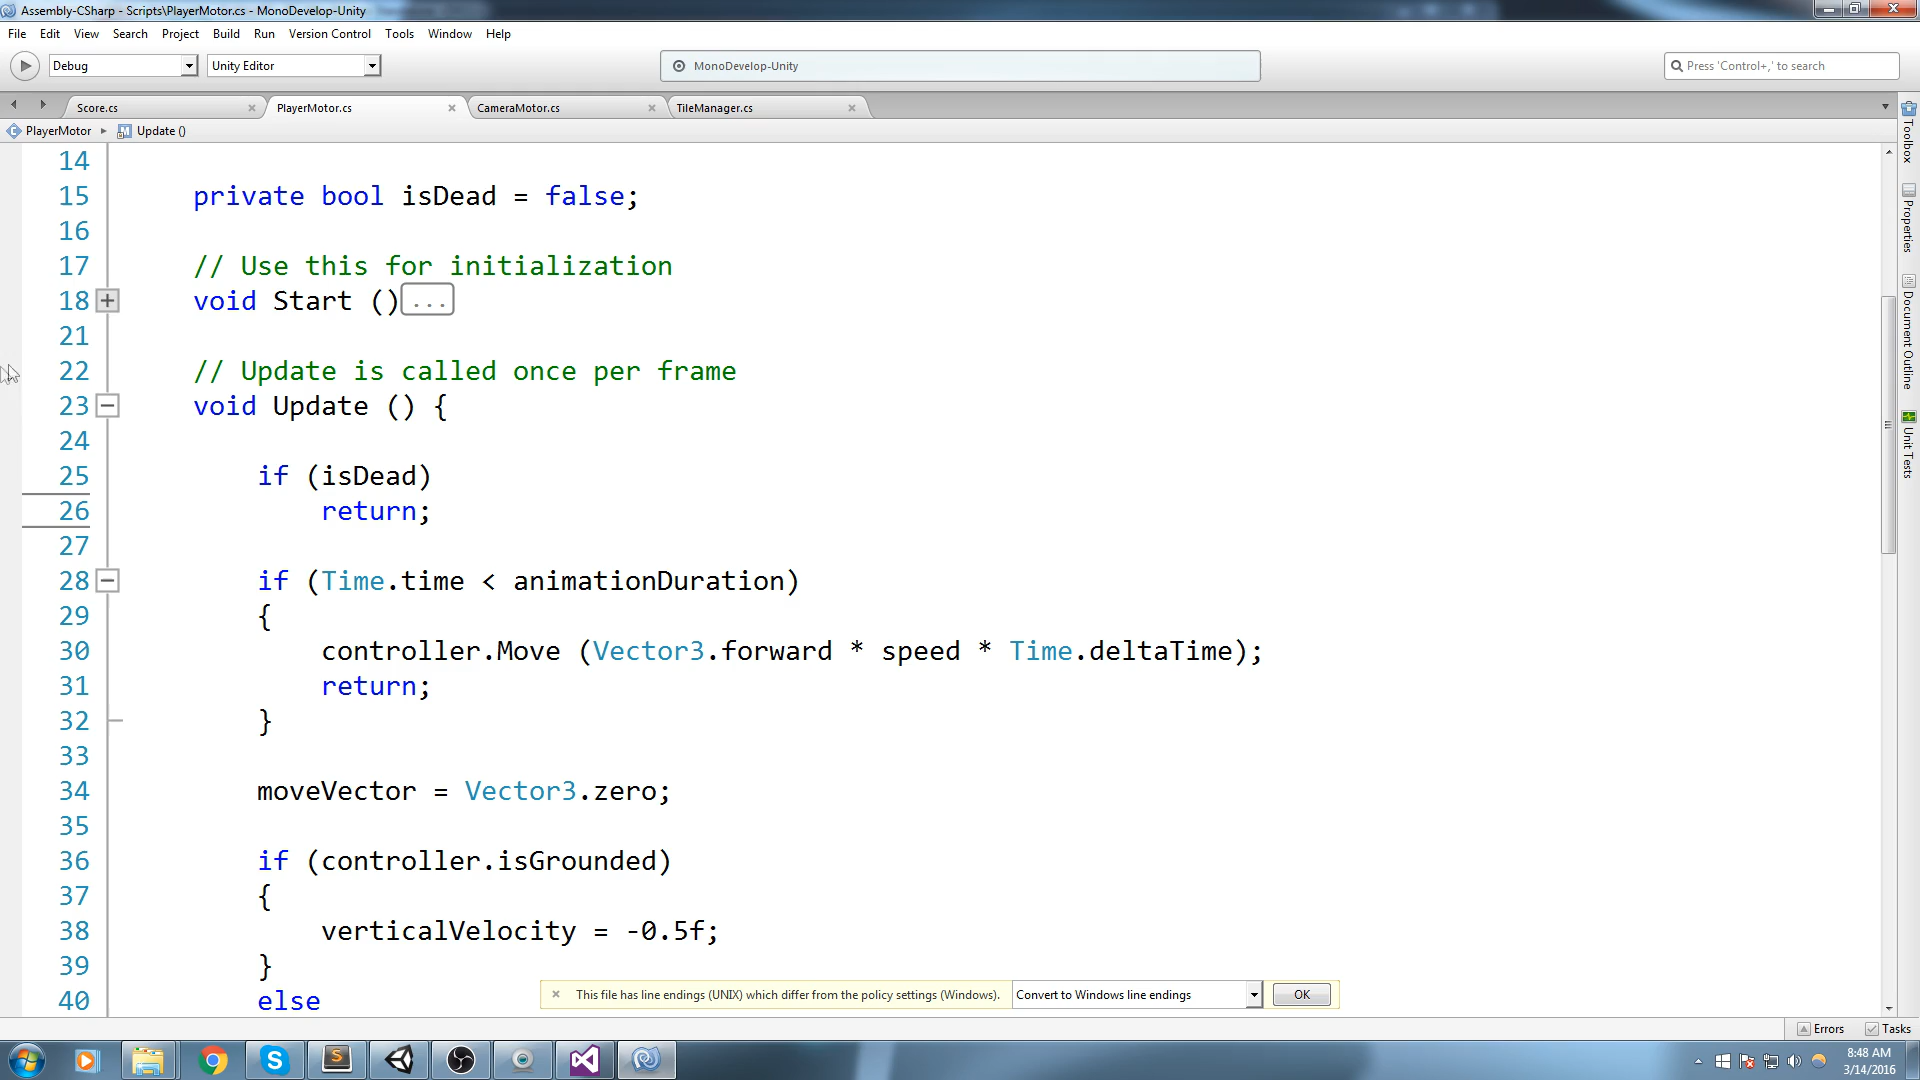 Assembly-CSharp - Scripts\PlayerMotor.cs - MonoDevelop-Unity
File Edit View Search Project Build Run Version Control Tools Window Help
Debug Unity Editor MonoDevelop-Unity Press 'Control+,' to search
Score.cs PlayerMotor.cs CameraMotor.cs TileManager.cs
PlayerMotor Update ()
14
15 private bool isDead = false;
16
17 // Use this for initialization
18 void Start ()...
21
22 // Update is called once per frame
23 void Update () {
24
25 if (isDead)
26 return;
27
28 if (Time.time < animationDuration)
29 {
30 controller.Move (Vector3.forward * speed * Time.deltaTime);
31 return;
32 }
33
34 moveVector = Vector3.zero;
35
36 if (controller.isGrounded)
37 {
38 verticalVelocity = -0.5f;
39 }
40 else
This file has line endings (UNIX) which differ from the policy settings (Windows). Convert to Windows line endings OK
Toolbox
Properties
Document Outline
Unit Tests
Errors Tasks
8:48 AM
3/14/2016